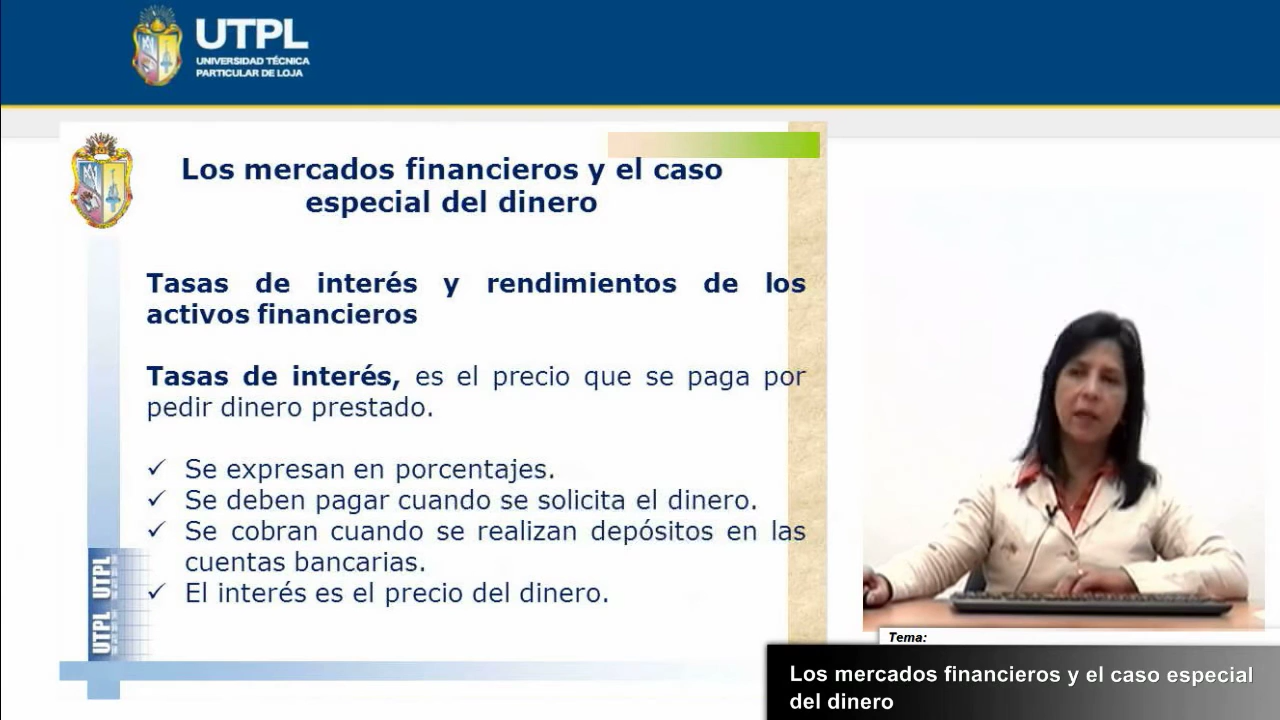 UTPL
UNIVERSIDAD TÉCNICA
PARTICULAR DE LOJA
Los mercados financieros y el caso
especial del dinero
Tasas de interés y rendimientos de los
activos financieros
Tasas de interés, es el precio que se paga por
pedir dinero prestado.
✓ Se expresan en porcentajes.
✓ Se deben pagar cuando se solicita el dinero.
✓ Se cobran cuando se realizan depósitos en las
cuentas bancarias.
✓ El interés es el precio del dinero.
UTPL UTPL
Tema:
Los mercados financieros y el caso especial
del dinero